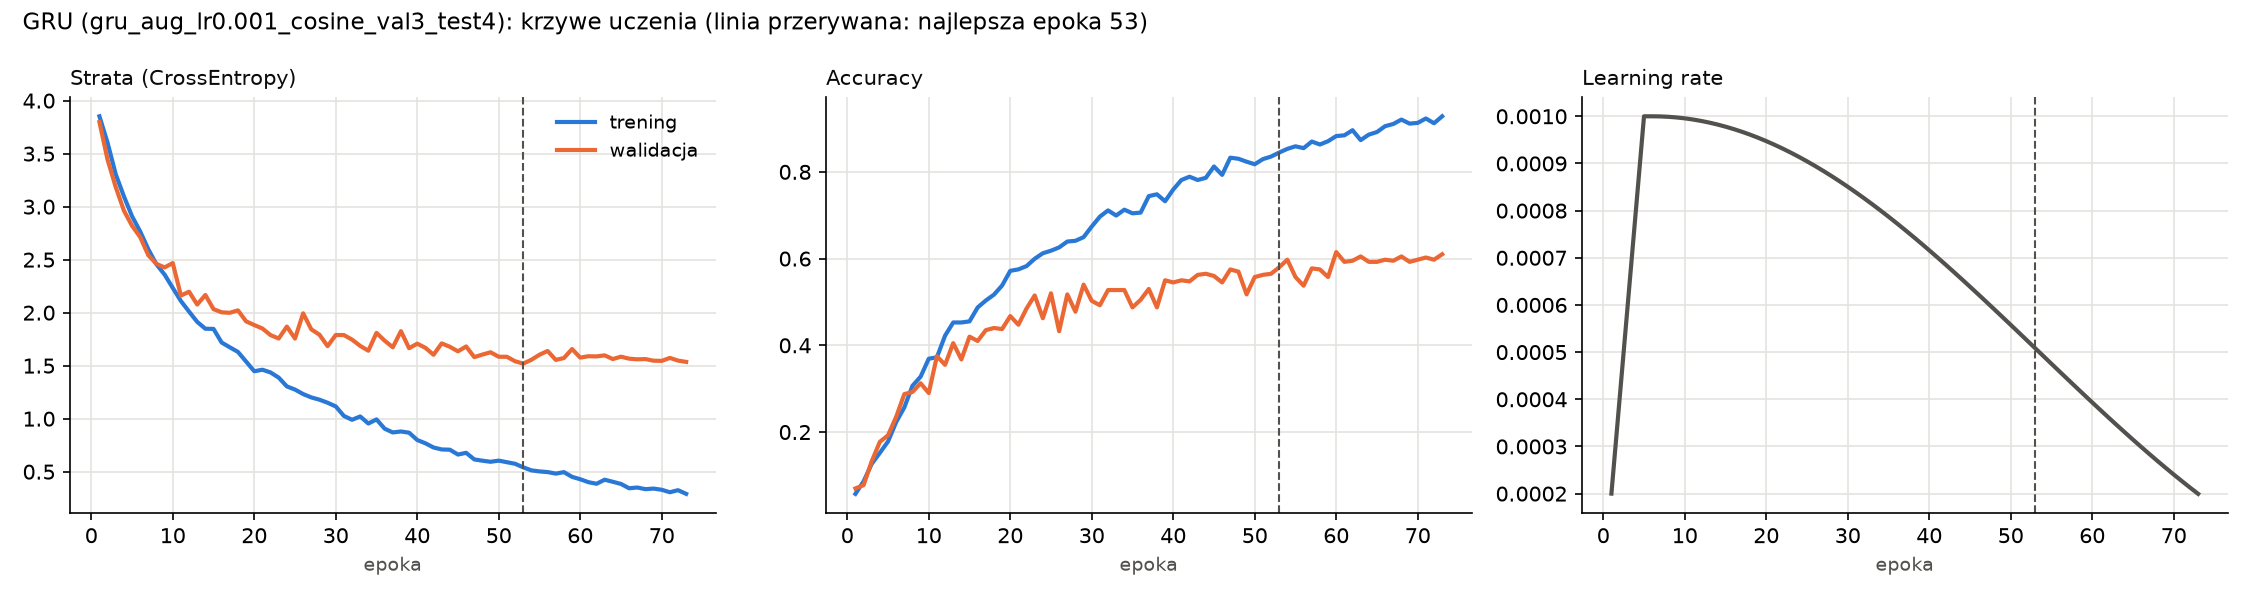 GRU (gru_aug_lr0.001_cosine_val3_test4): krzywe uczenia (linia przerywana: najlepsza epoka 53)
Strata (CrossEntropy)
4.0
3.5
3.0
2.5
2.0
1.5
1.0
0.5
trening
walidacja
0 10 20 30 40 50 60 70
epoka
Accuracy
0.8
0.6
0.4
0.2
0 10 20 30 40 50 60 70
epoka
Learning rate
0.0010
0.0009
0.0008
0.0007
0.0006
0.0005
0.0004
0.0003
0.0002
0 10 20 30 40 50 60 70
epoka